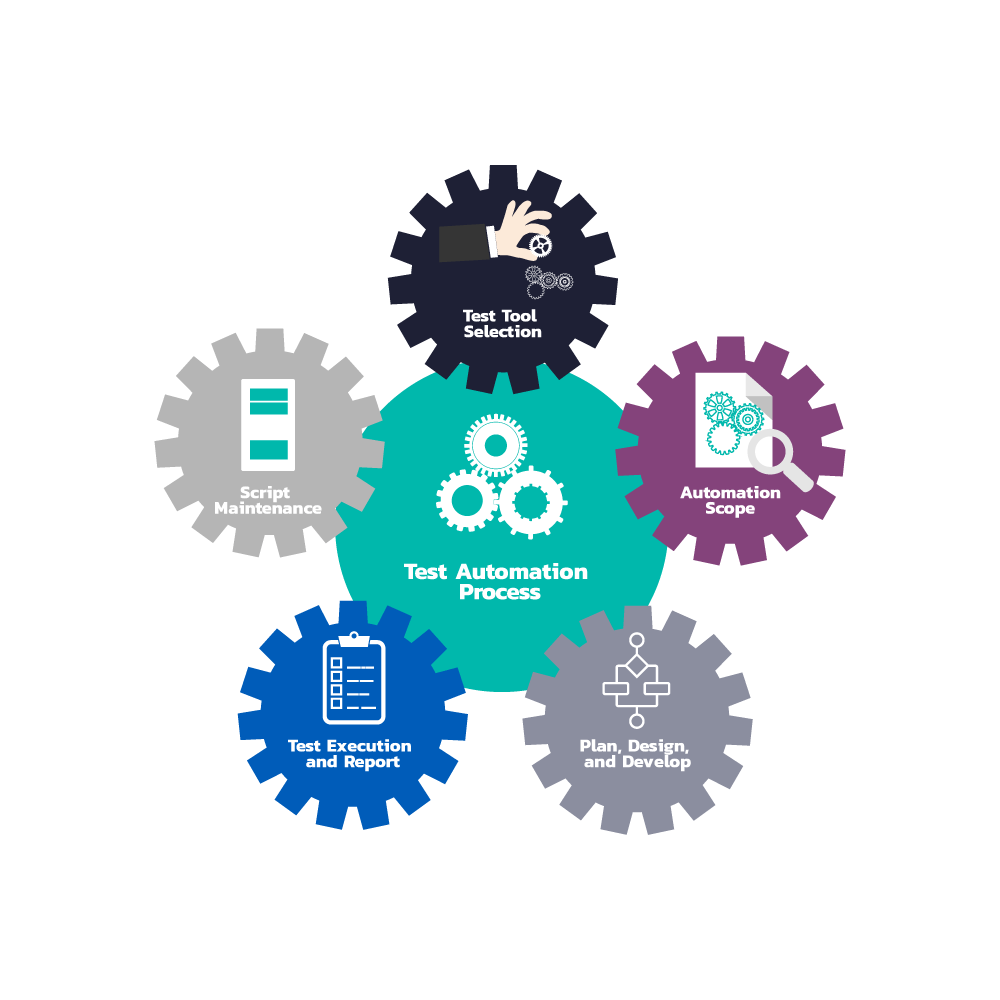 Test Tool
Selection
Script
Maintenance
Automation
Scope
Test Automation
Process
Test Execution
and Report
Plan, Design,
and Develop